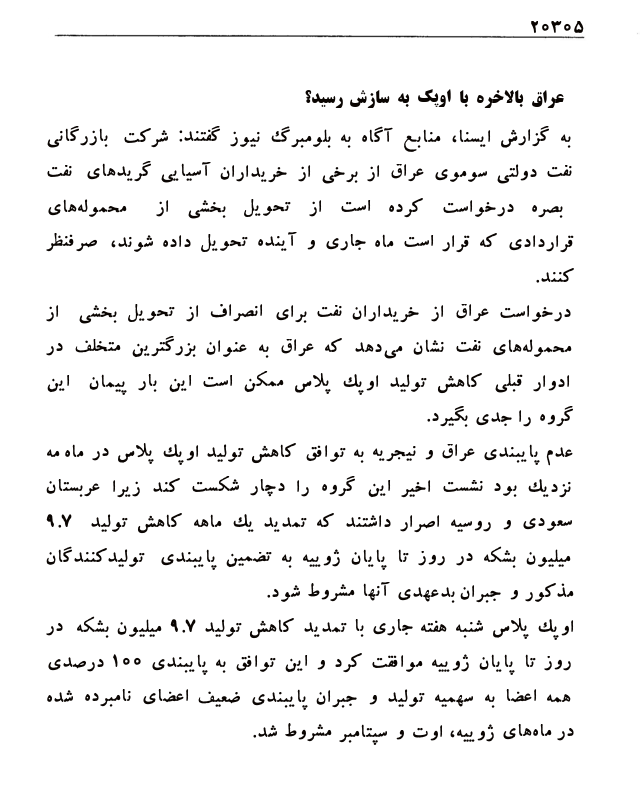 ۲۰۳۰۵
عراق بالاخره با اوپک به سازش رسید؟
به گزارش ایسنا، منابع آگاه به بلومبرگ نیوز گفتند: شرکت بازرگانی
نفت دولتی سوموی عراق از برخی از خریداران آسیایی گریدهای نفت
بصره درخواست کرده است از تحویل بخشی از محموله‌های
قراردادی که قرار است ماه جاری و آینده تحویل داده شوند، صرفنظر
کنند.
درخواست عراق از خریداران نفت برای انصراف از تحویل بخشی از
محموله‌های نفت نشان می‌دهد که عراق به عنوان بزرگترین متخلف در
ادوار قبلی کاهش تولید اوپک پلاس ممکن است این بار پیمان این
گروه را جدی بگیرد.
عدم پایبندی عراق و نیجریه به توافق کاهش تولید اوپک پلاس در ماه مه
نزدیک بود نشست اخیر این گروه را دچار شکست کند زیرا عربستان
سعودی و روسیه اصرار داشتند که تمدید یک ماهه کاهش تولید ۹.۷
میلیون بشکه در روز تا پایان ژوییه به تضمین پایبندی تولیدکنندگان
مذکور و جبران بدعهدی آنها مشروط شود.
اوپک پلاس شنبه هفته جاری با تمدید کاهش تولید ۹.۷ میلیون بشکه در
روز تا پایان ژوییه موافقت کرد و این توافق به پایبندی ۱۰۰ درصدی
همه اعضا به سهمیه تولید و جبران پایبندی ضعیف اعضای نامبرده شده
در ماه‌های ژوییه، اوت و سپتامبر مشروط شد.